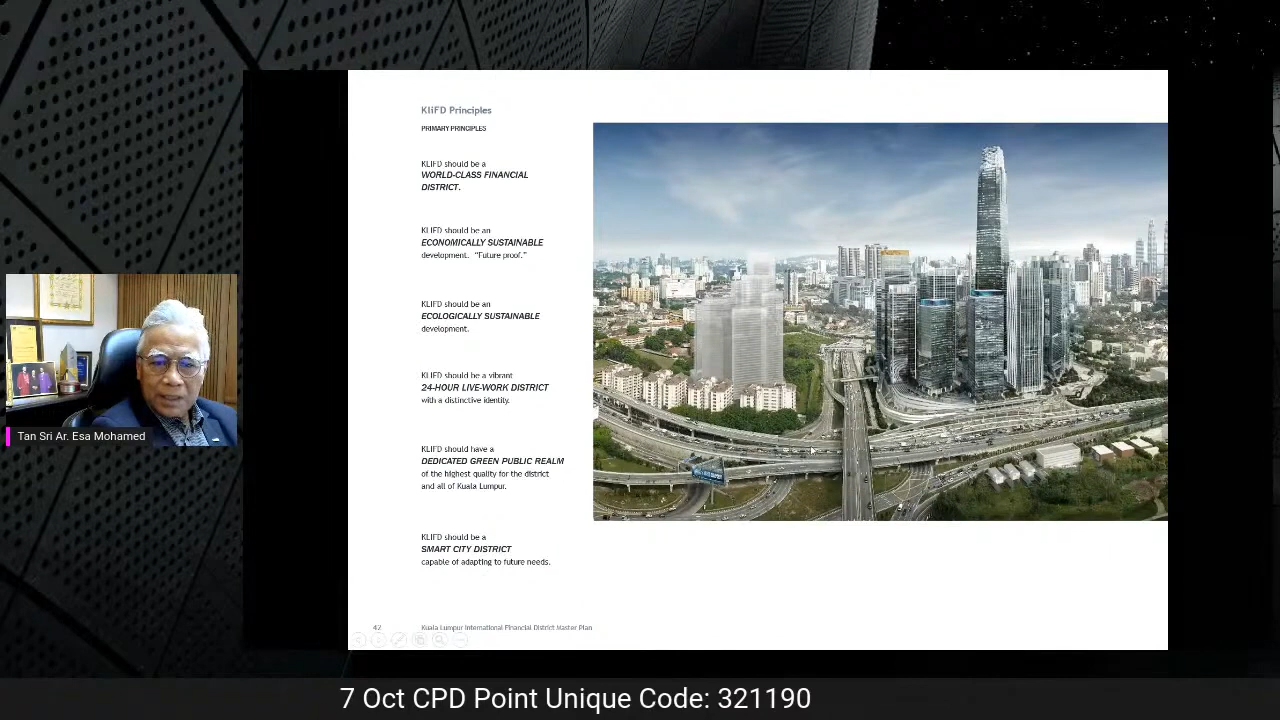 KLIFD Principles
PRIMARY PRINCIPLES
KLIFD should be a
WORLD-CLASS FINANCIAL
DISTRICT.
KLIFD should be an
ECONOMICALLY SUSTAINABLE
development. "Future proof."
KLIFD should be an
ECOLOGICALLY SUSTAINABLE
development.
KLIFD should be a vibrant
24-HOUR LIVE-WORK DISTRICT
with a distinctive identity.
KLIFD should have a
DEDICATED GREEN PUBLIC REALM
of the highest quality for the district
and all of Kuala Lumpur.
KLIFD should be a
SMART CITY DISTRICT
capable of adapting to future needs.
42 Kuala Lumpur International Financial District Master Plan
Tan Sri Ar. Esa Mohamed
7 Oct CPD Point Unique Code: 321190